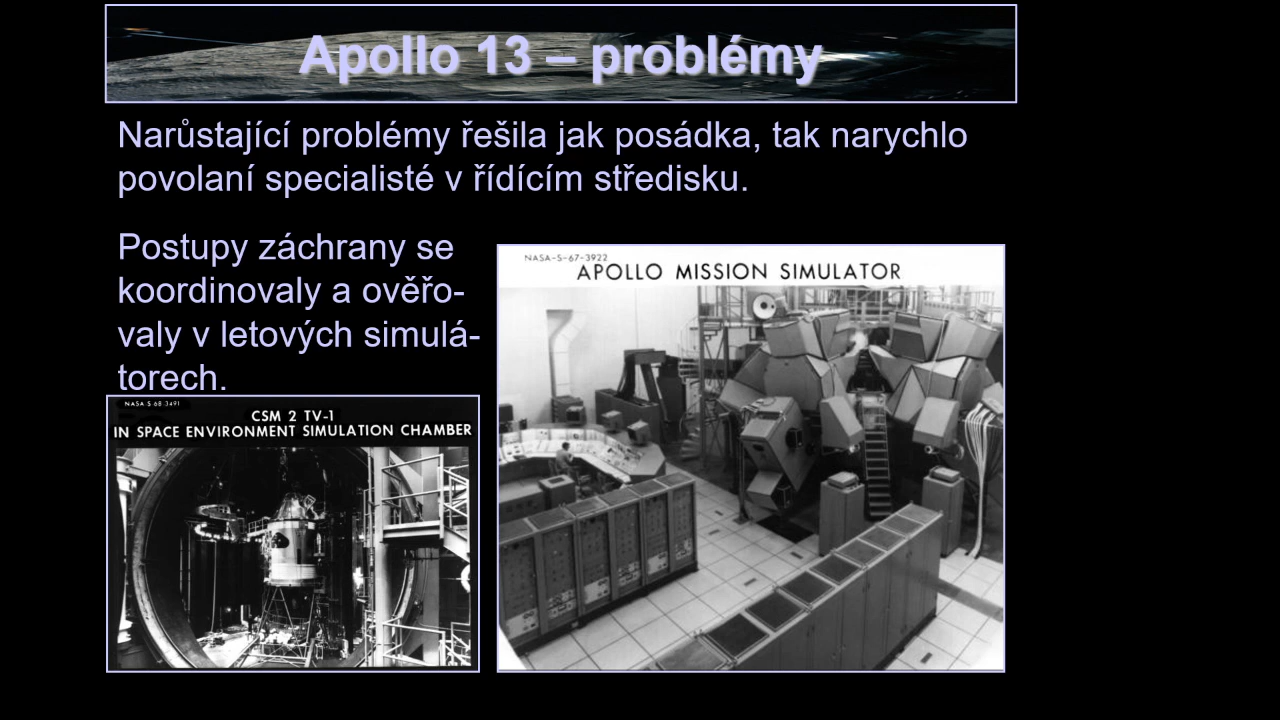 Apollo 13 – problémy
Narůstající problémy řešila jak posádka, tak narychlo
povolaní specialisté v řídícím středisku.
Postupy záchrany se
koordinovaly a ověřo-
valy v letových simulá-
torech.
NASA-S-67-3922
APOLLO MISSION SIMULATOR
NASA S 68 3491
CSM 2 TV-1
IN SPACE ENVIRONMENT SIMULATION CHAMBER